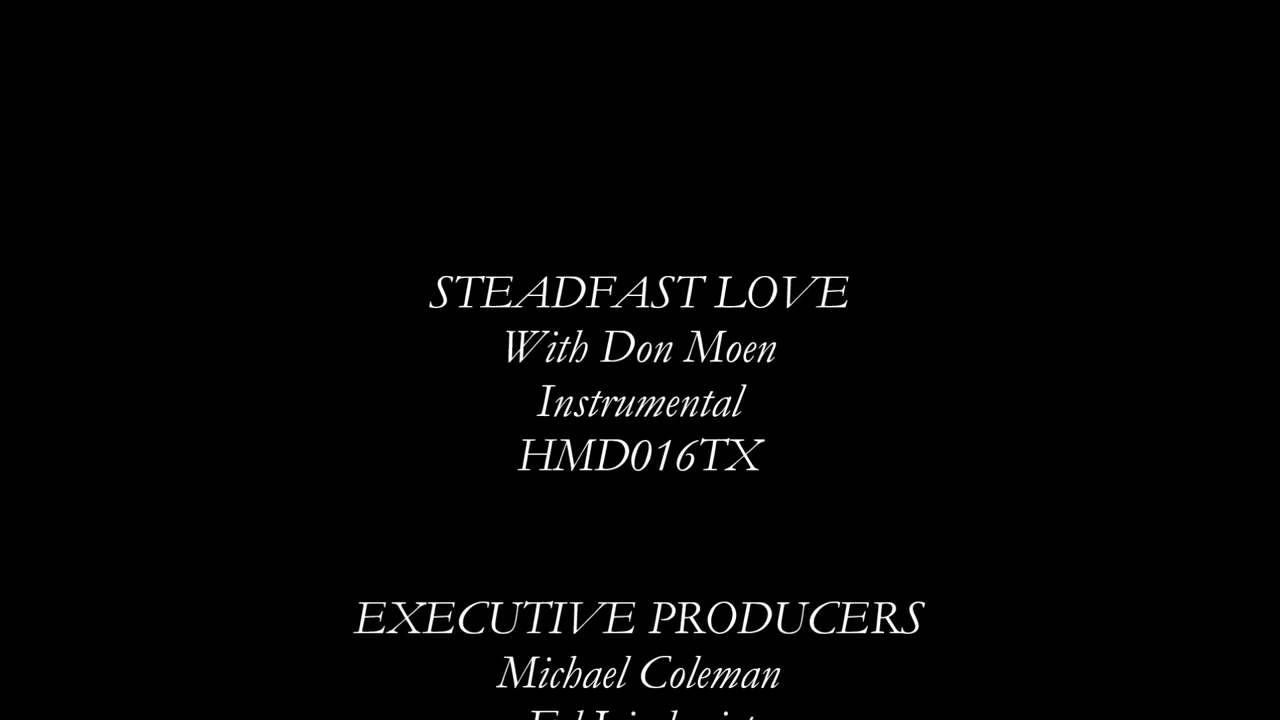 STEADFAST LOVE
With Don Moen
Instrumental
HMD016TX
EXECUTIVE PRODUCERS
Michael Coleman